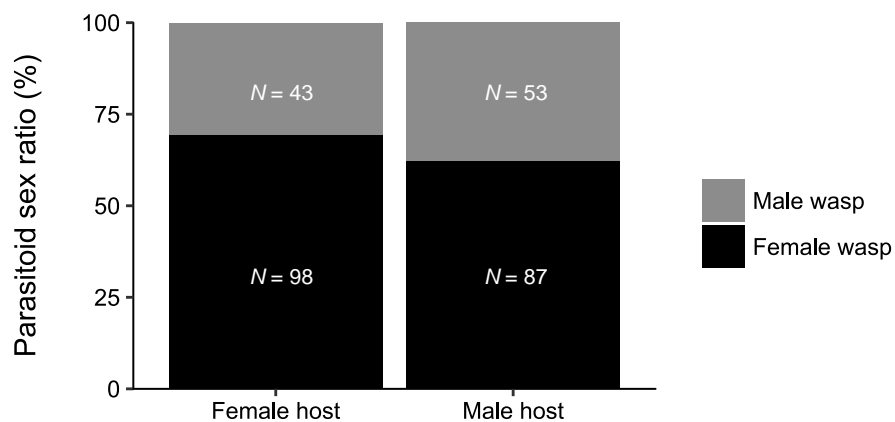 Parasitoid sex ratio (%)
100
75
50
25
0
N = 43
N = 53
N = 98
N = 87
Female host
Male host
Male wasp
Female wasp